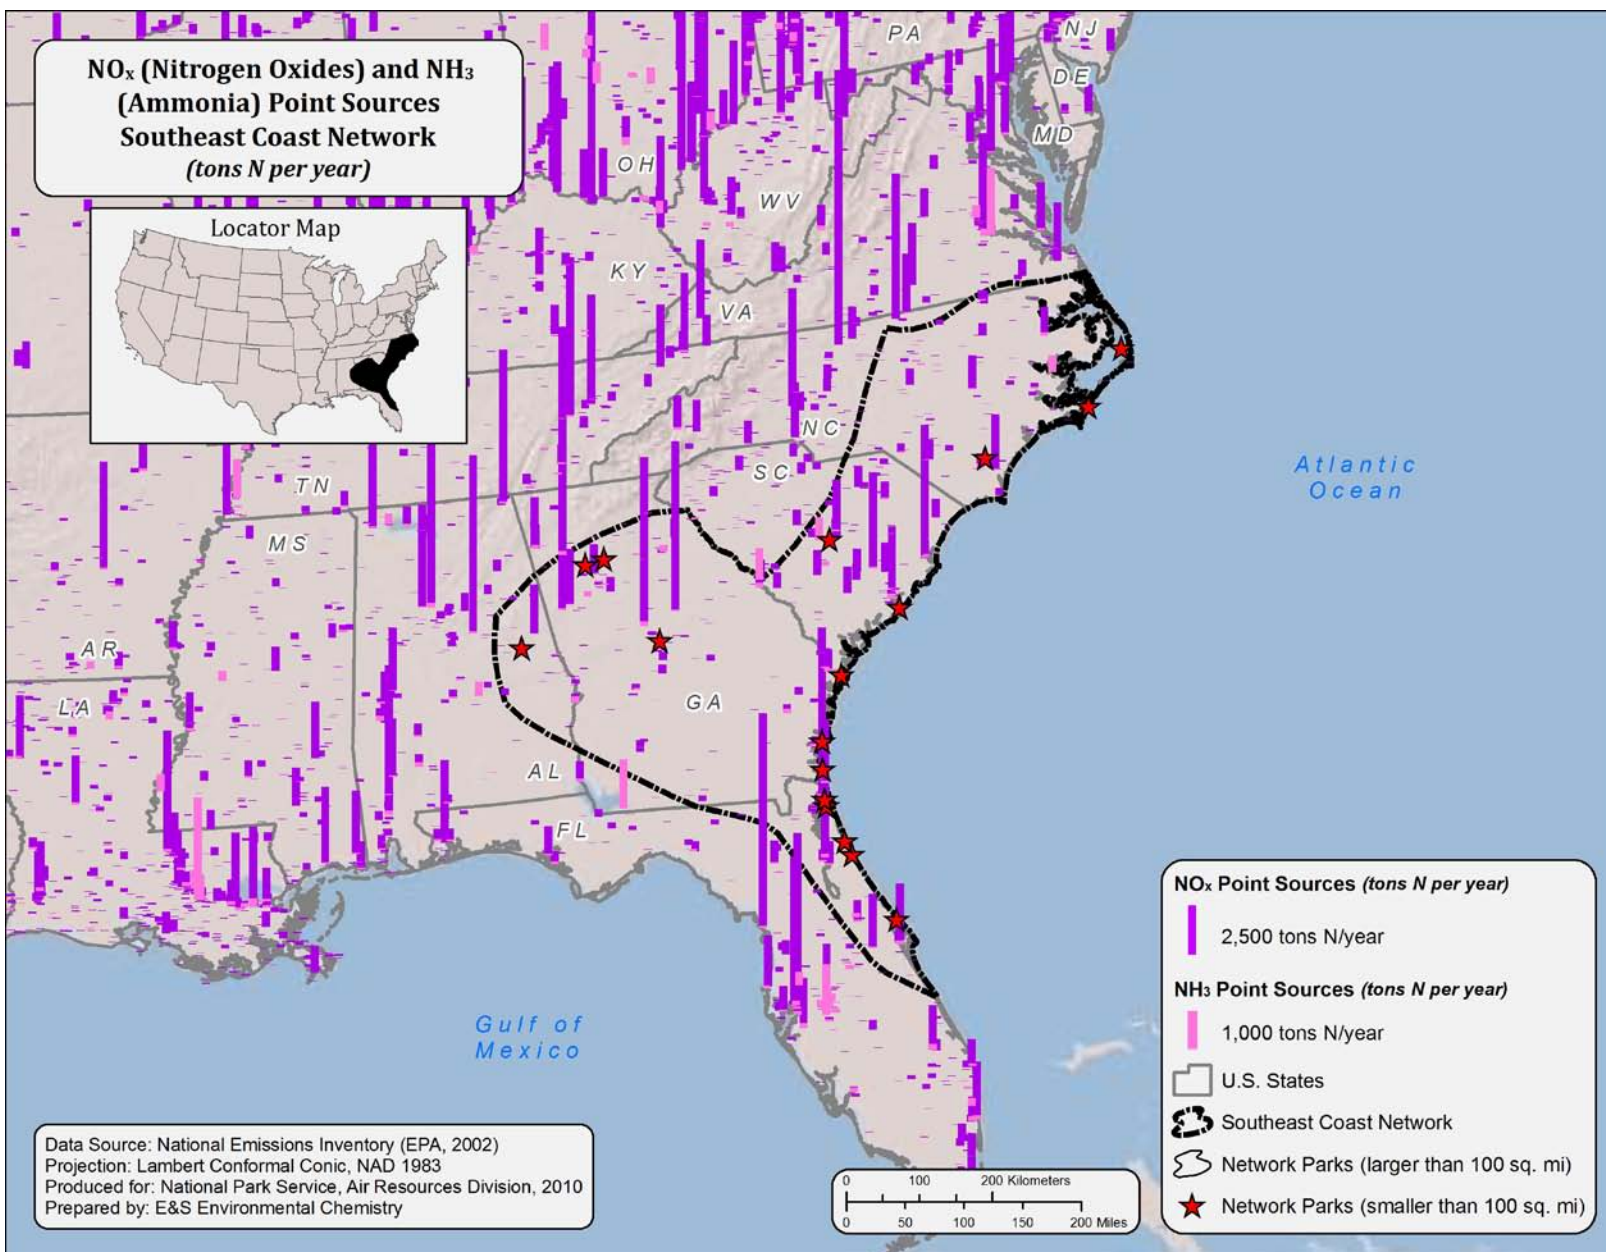 NOx (Nitrogen Oxides) and NH3
(Ammonia) Point Sources
Southeast Coast Network
(tons N per year)
Locator Map
PA
NJ
DE
MD
OH
WV
KY
VA
NC
TN
SC
MS
AR
LA
GA
AL
FL
Atlantic
Ocean
Gulf of
Mexico
NOx Point Sources (tons N per year)
2,500 tons N/year
NH3 Point Sources (tons N per year)
1,000 tons N/year
U.S. States
Southeast Coast Network
Network Parks (larger than 100 sq. mi)
Network Parks (smaller than 100 sq. mi)
Data Source: National Emissions Inventory (EPA, 2002)
Projection: Lambert Conformal Conic, NAD 1983
Produced for: National Park Service, Air Resources Division, 2010
Prepared by: E&S Environmental Chemistry
0 100 200 Kilometers
0 50 100 150 200 Miles